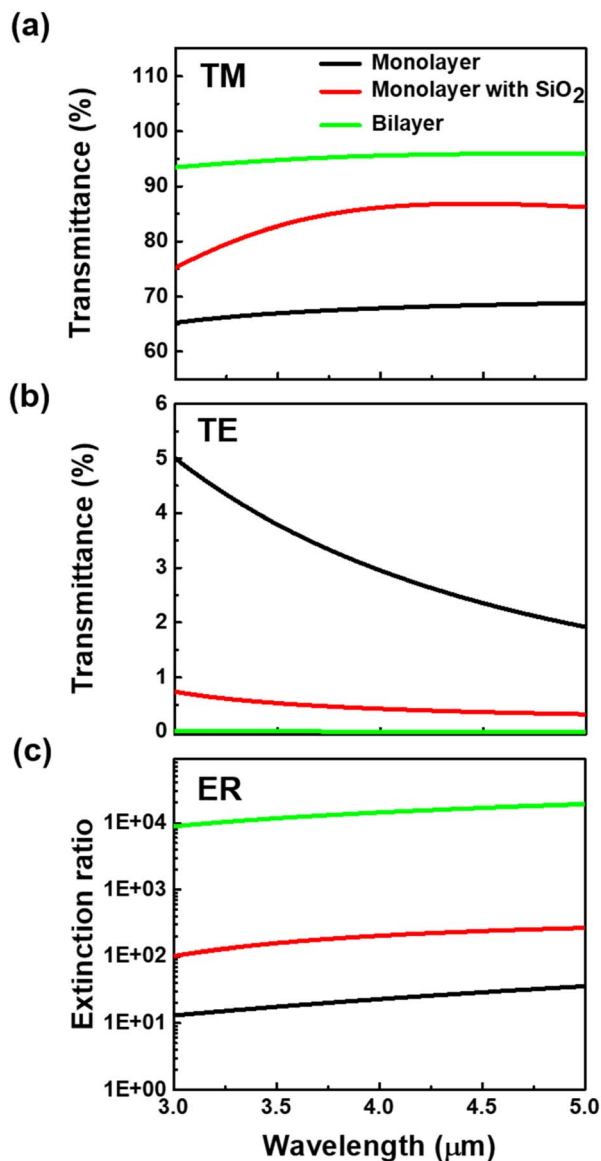 (a)
TM
Monolayer
Monolayer with SiO₂
Bilayer
110
100
90
80
70
60
Transmittance (%)
(b)
TE
6
5
4
3
2
1
0
Transmittance (%)
(c)
ER
1E+04
1E+03
1E+02
1E+01
1E+00
Extinction ratio
3.0 3.5 4.0 4.5 5.0
Wavelength (μm)